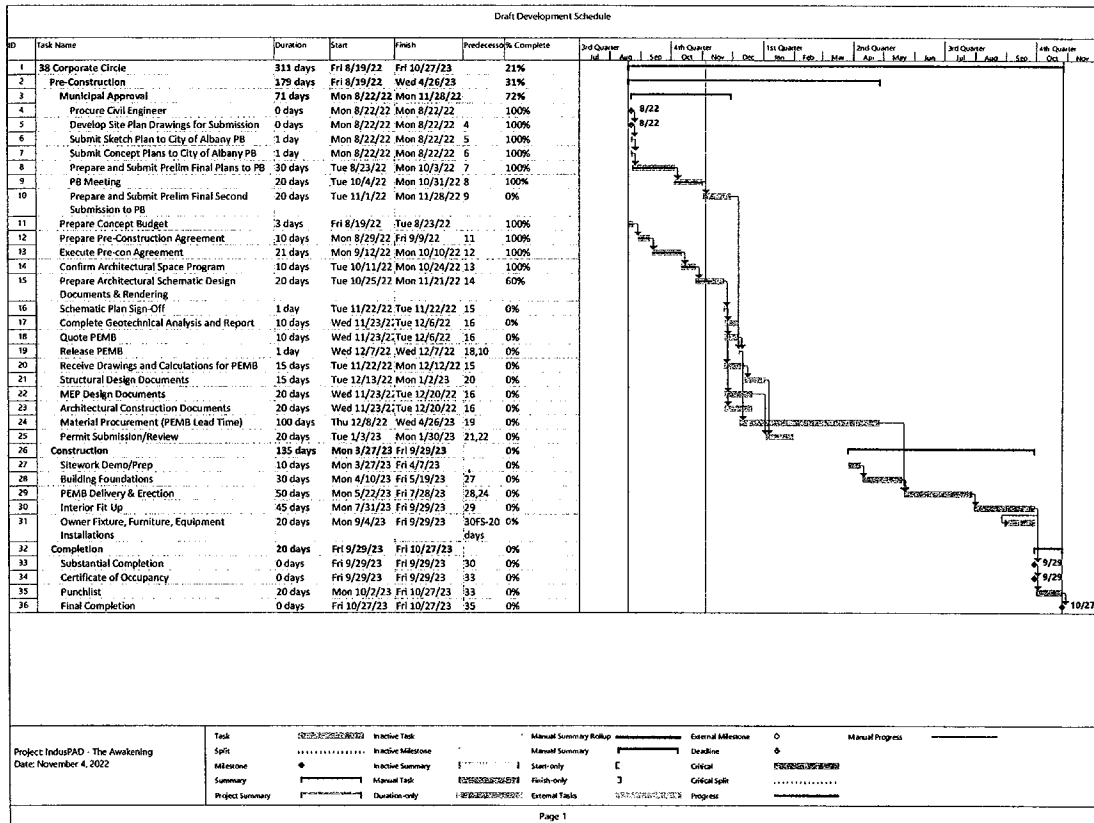 Draft Development Schedule
ID Task Name Duration Start Finish Predecesso % Complete
3rd Quarter 4th Quarter 1st Quarter 2nd Quarter 3rd Quarter 4th Quarter
Jul Aug Sep Oct Nov Dec Jan Feb Mar Apr May Jun Jul Aug Sep Oct Nov
1 38 Corporate Circle 311 days Fri 8/19/22 Fri 10/27/23 21%
2 Pre-Construction 179 days Fri 8/19/22 Wed 4/26/23 31%
3 Municipal Approval 71 days Mon 8/22/22 Mon 11/28/22 72%
4 Procure Civil Engineer 0 days Mon 8/22/22 Mon 8/22/22 100% 8/22
5 Develop Site Plan Drawings for Submission 0 days Mon 8/22/22 Mon 8/22/22 4 100% 8/22
6 Submit Sketch Plan to City of Albany PB 1 day Mon 8/22/22 Mon 8/22/22 5 100%
7 Submit Concept Plans to City of Albany PB 1 day Mon 8/22/22 Mon 8/22/22 6 100%
8 Prepare and Submit Prelim Final Plans to PB 30 days Tue 8/23/22 Mon 10/3/22 7 100%
9 PB Meeting 20 days Tue 10/4/22 Mon 10/31/22 8 100%
10 Prepare and Submit Prelim Final Second 20 days Tue 11/1/22 Mon 11/28/22 9 0%
Submission to PB
11 Prepare Concept Budget 3 days Fri 8/19/22 Tue 8/23/22 100%
12 Prepare Pre-Construction Agreement 10 days Mon 8/29/22 Fri 9/9/22 11 100%
13 Execute Pre-con Agreement 21 days Mon 9/12/22 Mon 10/10/22 12 100%
14 Confirm Architectural Space Program 10 days Tue 10/11/22 Mon 10/24/22 13 100%
15 Prepare Architectural Schematic Design 20 days Tue 10/25/22 Mon 11/21/22 14 60%
Documents & Rendering
16 Schematic Plan Sign-Off 1 day Tue 11/22/22 Tue 11/22/22 15 0%
17 Complete Geotechnical Analysis and Report 10 days Wed 11/23/2 Tue 12/6/22 16 0%
18 Quote PEMB 10 days Wed 11/23/2 Tue 12/6/22 16 0%
19 Release PEMB 1 day Wed 12/7/22 Wed 12/7/22 18,10 0%
20 Receive Drawings and Calculations for PEMB 15 days Tue 11/22/22 Mon 12/12/22 15 0%
21 Structural Design Documents 15 days Tue 12/13/22 Mon 1/2/23 20 0%
22 MEP Design Documents 20 days Wed 11/23/2 Tue 12/20/22 16 0%
23 Architectural Construction Documents 20 days Wed 11/23/2 Tue 12/20/22 16 0%
24 Material Procurement (PEMB Lead Time) 100 days Thu 12/8/22 Wed 4/26/23 19 0%
25 Permit Submission/Review 20 days Tue 1/3/23 Mon 1/30/23 21,22 0%
26 Construction 135 days Mon 3/27/23 Fri 9/29/23 0%
27 Sitework Demo/Prep 10 days Mon 3/27/23 Fri 4/7/23 0%
28 Building Foundations 30 days Mon 4/10/23 Fri 5/19/23 27 0%
29 PEMB Delivery & Erection 50 days Mon 5/22/23 Fri 7/28/23 28,24 0%
30 Interior Fit Up 45 days Mon 7/31/23 Fri 9/29/23 29 0%
31 Owner Fixture, Furniture, Equipment 20 days Mon 9/4/23 Fri 9/29/23 30FS-20 0%
Installations days
32 Completion 20 days Fri 9/29/23 Fri 10/27/23 0%
33 Substantial Completion 0 days Fri 9/29/23 Fri 9/29/23 30 0% 9/29
34 Certificate of Occupancy 0 days Fri 9/29/23 Fri 9/29/23 33 0% 9/29
35 Punchlist 20 days Mon 10/2/23 Fri 10/27/23 33 0%
36 Final Completion 0 days Fri 10/27/23 Fri 10/27/23 35 0% 10/27
Project: IndusPAD - The Awakening
Date: November 4, 2022
Task Inactive Task Manual Summary Rollup External Milestone Manual Progress
Split Inactive Milestone Manual Summary Deadline
Milestone Inactive Summary Start-only Critical
Summary Manual Task Finish-only Critical Split
Project Summary Duration-only External Tasks Progress
Page 1